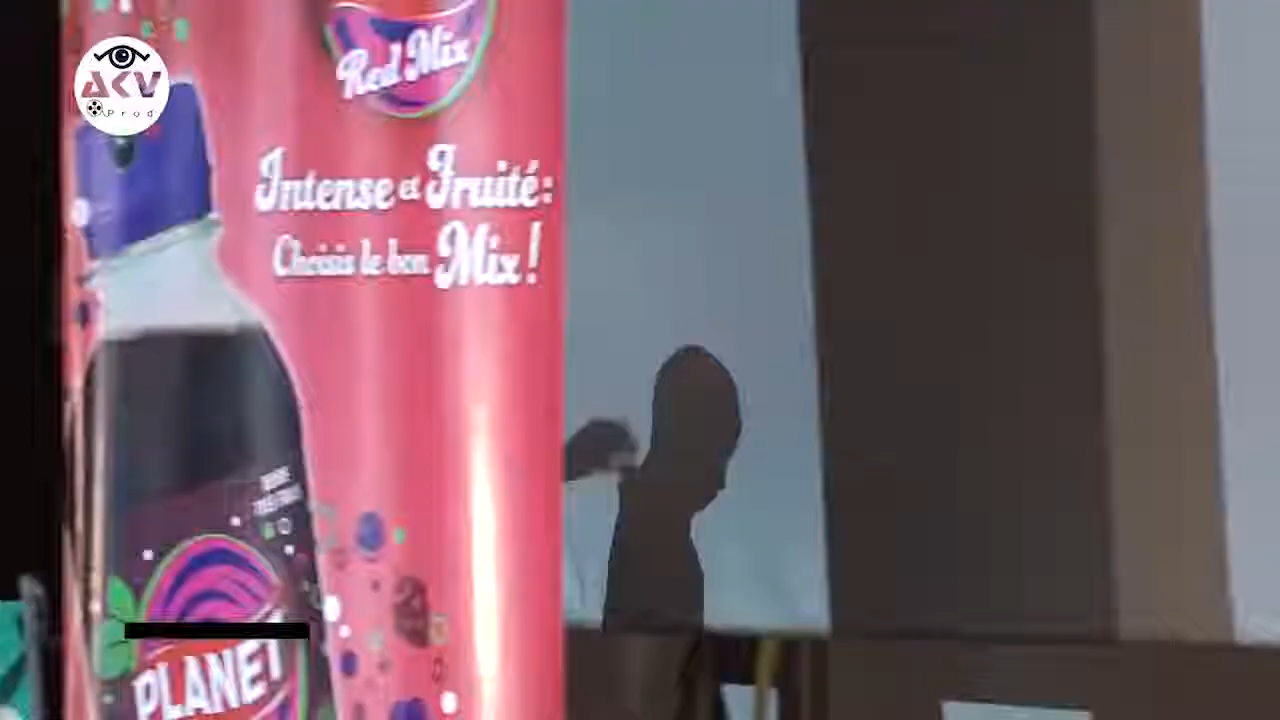 AKV
Prod
Red Mix
Intense et Fruité:
Choisis le bon Mix!
PLANET